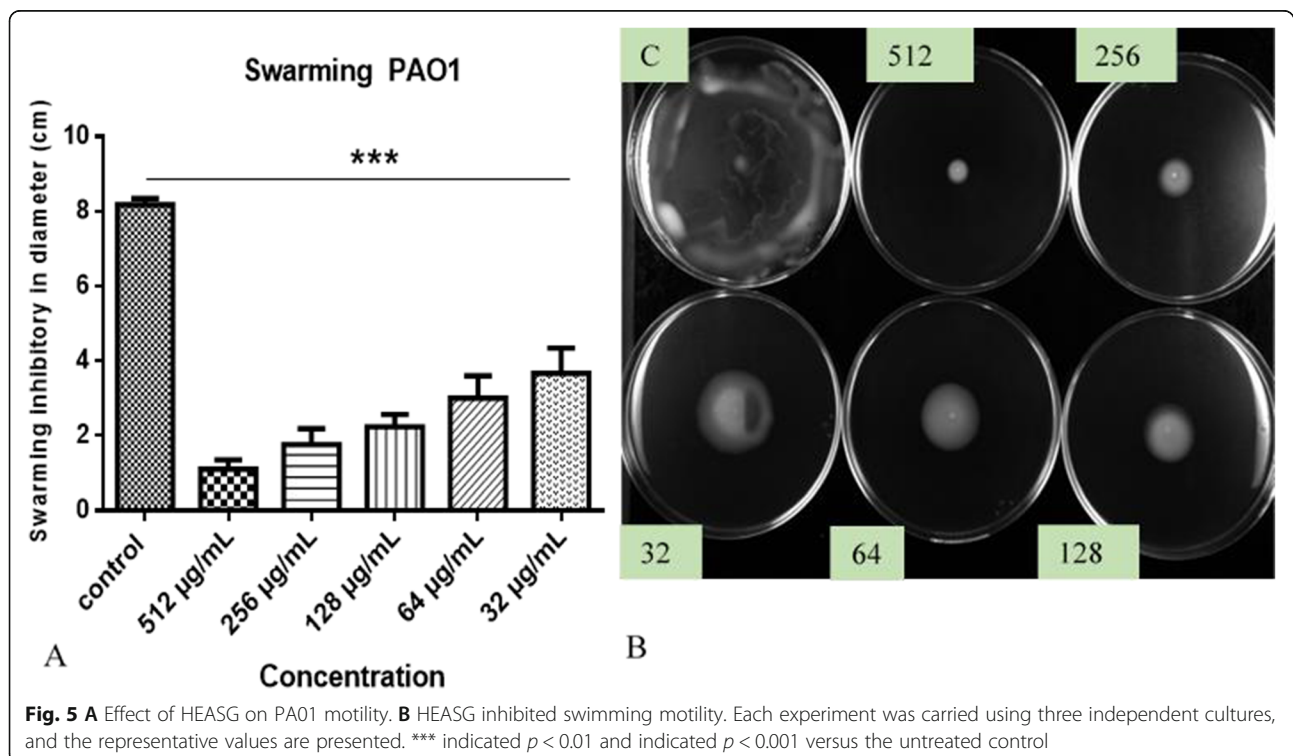 Swarming PAO1
Swarming Inhibitory in diameter (cm)
10
8
6
4
2
0
***
control
512 µg/mL
256 µg/mL
128 µg/mL
64 µg/mL
32 µg/mL
Concentration
A
C
512
256
32
64
128
B
Fig. 5 A Effect of HEASG on PA01 motility. B HEASG inhibited swimming motility. Each experiment was carried using three independent cultures,
and the representative values are presented. *** indicated p < 0.01 and indicated p < 0.001 versus the untreated control